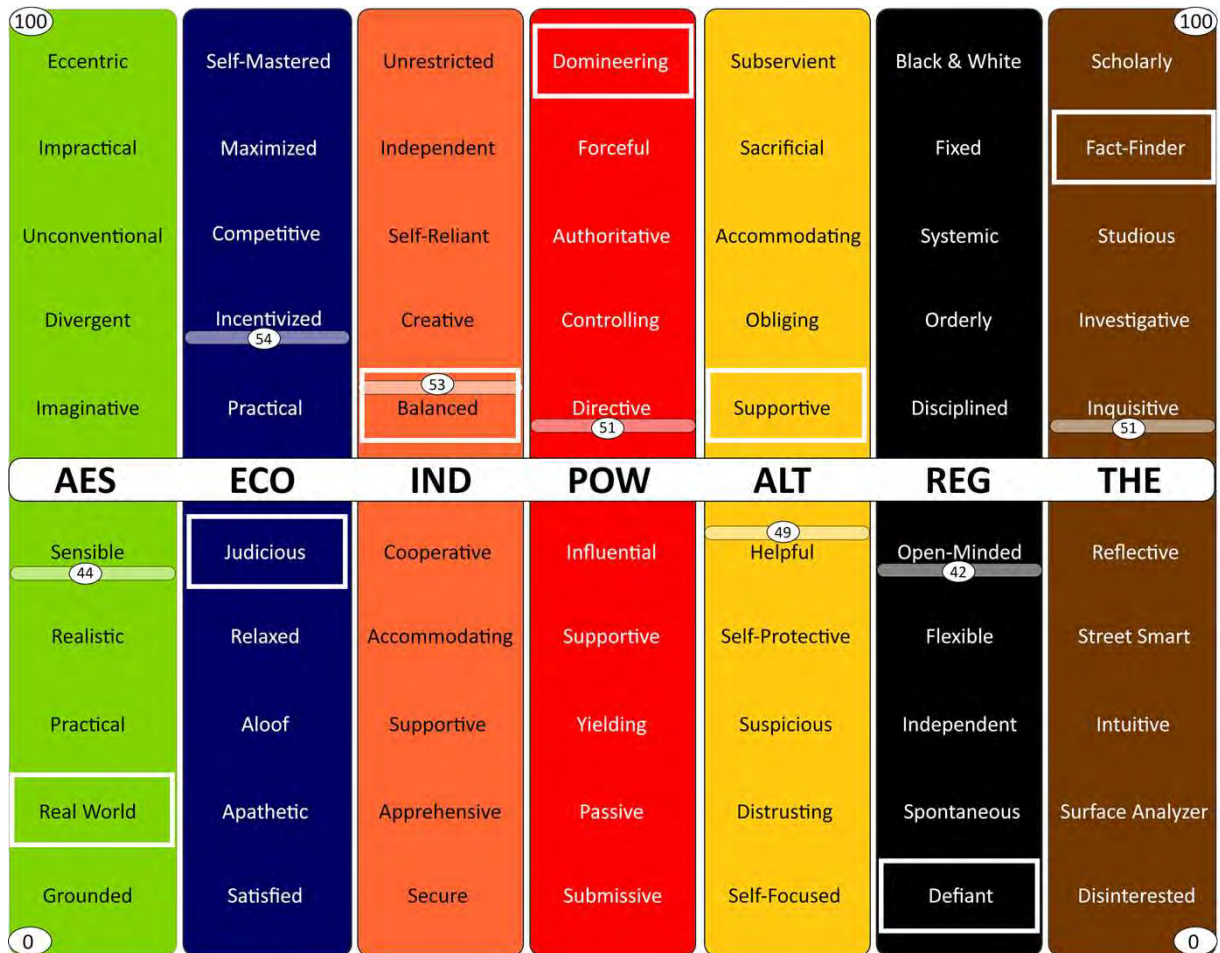 100 100
Eccentric Self-Mastered Unrestricted Domineering Subservient Black & White Scholarly
Impractical Maximized Independent Forceful Sacrificial Fixed Fact-Finder
Unconventional Competitive Self-Reliant Authoritative Accommodating Systemic Studious
Divergent Incentivized Creative Controlling Obliging Orderly Investigative
54
53
Imaginative Practical Balanced Directive Supportive Disciplined Inquisitive
51 51
AES ECO IND POW ALT REG THE
49
Sensible Judicious Cooperative Influential Helpful Open-Minded Reflective
44 42
Realistic Relaxed Accommodating Supportive Self-Protective Flexible Street Smart
Practical Aloof Supportive Yielding Suspicious Independent Intuitive
Real World Apathetic Apprehensive Passive Distrusting Spontaneous Surface Analyzer
Grounded Satisfied Secure Submissive Self-Focused Defiant Disinterested
0 0